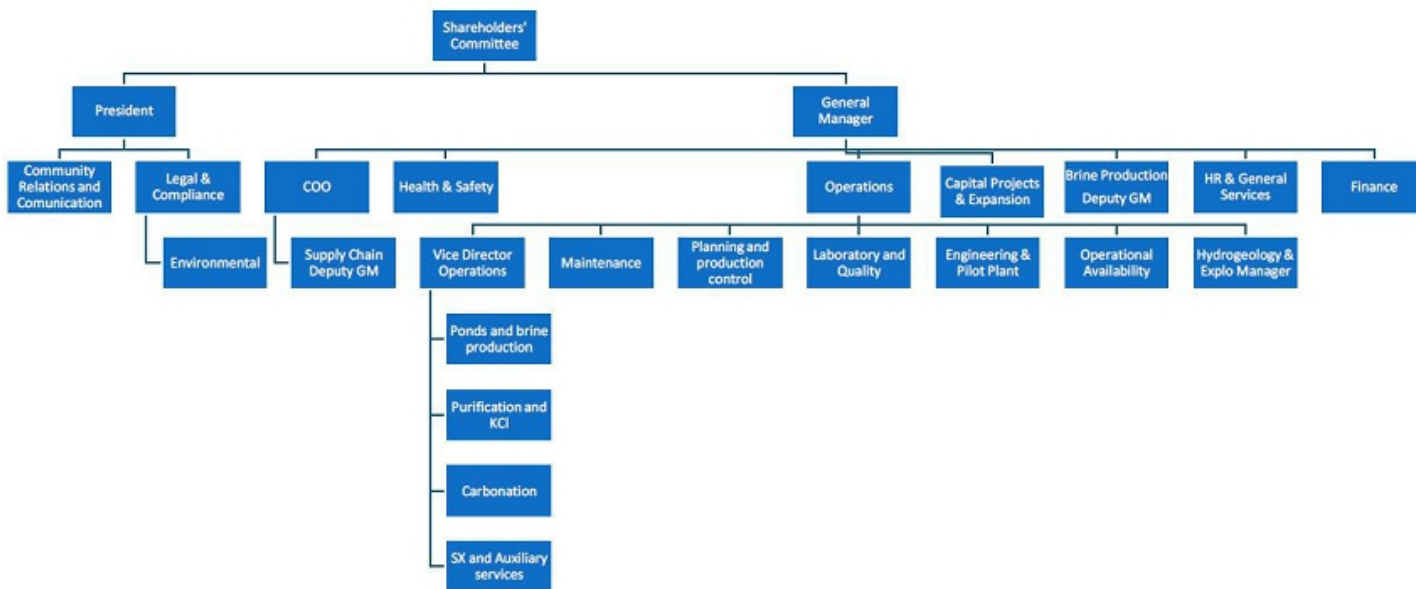 Shareholders'
Committee
President
General
Manager
Community
Relations and
Comunication
Legal &
Compliance
COO
Health & Safety
Operations
Capital Projects
& Expansion
Brine Production
Deputy GM
HR & General
Services
Finance
Environmental
Supply Chain
Deputy GM
Vice Director
Operations
Maintenance
Planning and
production
control
Laboratory and
Quality
Engineering &
Pilot Plant
Operational
Availability
Hydrogeology &
Explo Manager
Ponds and brine
production
Purification and
KCl
Carbonation
SX and Auxiliary
services